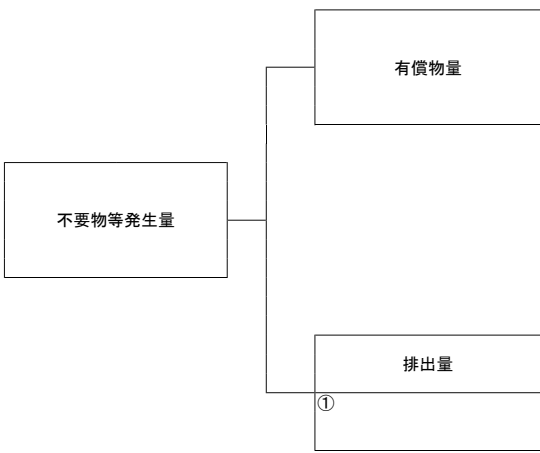 有償物量
不要物等発生量
排出量
①